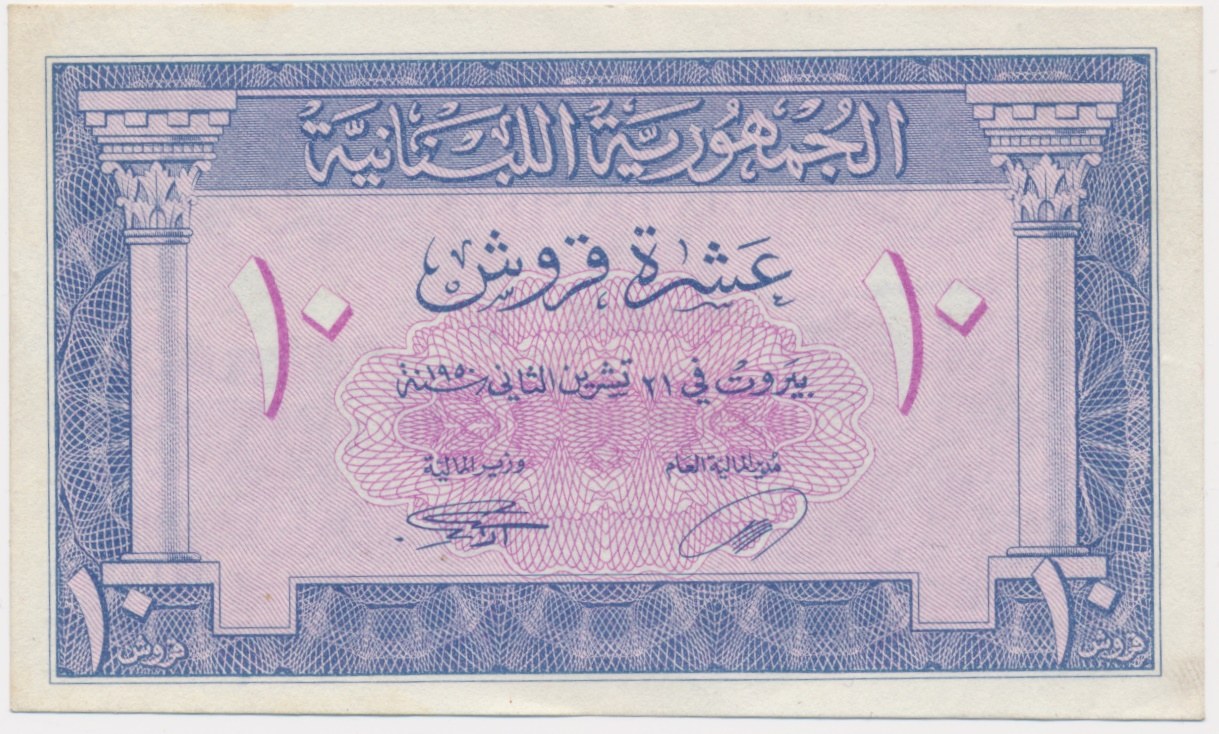 الجمهورية اللبنانية
عشرة قروش
١٠ ١٠
بيروت في ٢١ تشرين الثاني سنة ١٩٥٠
مدير المالية العام
وزير المالية
١٠ قروش
١٠ قروش